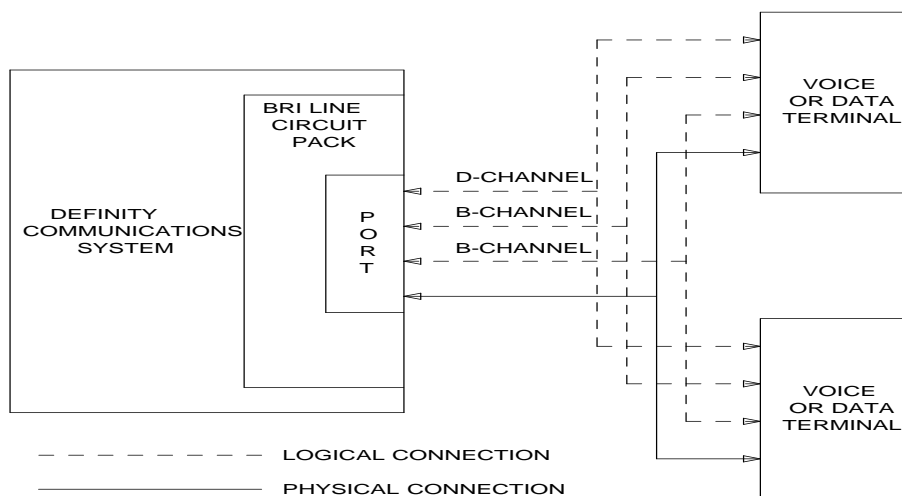 VOICE
OR DATA
TERMINAL
BRI LINE
CIRCUIT
PACK
D-CHANNEL
DEFINITY
COMMUNICATIONS
SYSTEM
PORT
B-CHANNEL
B-CHANNEL
VOICE
OR DATA
TERMINAL
LOGICAL CONNECTION
PHYSICAL CONNECTION